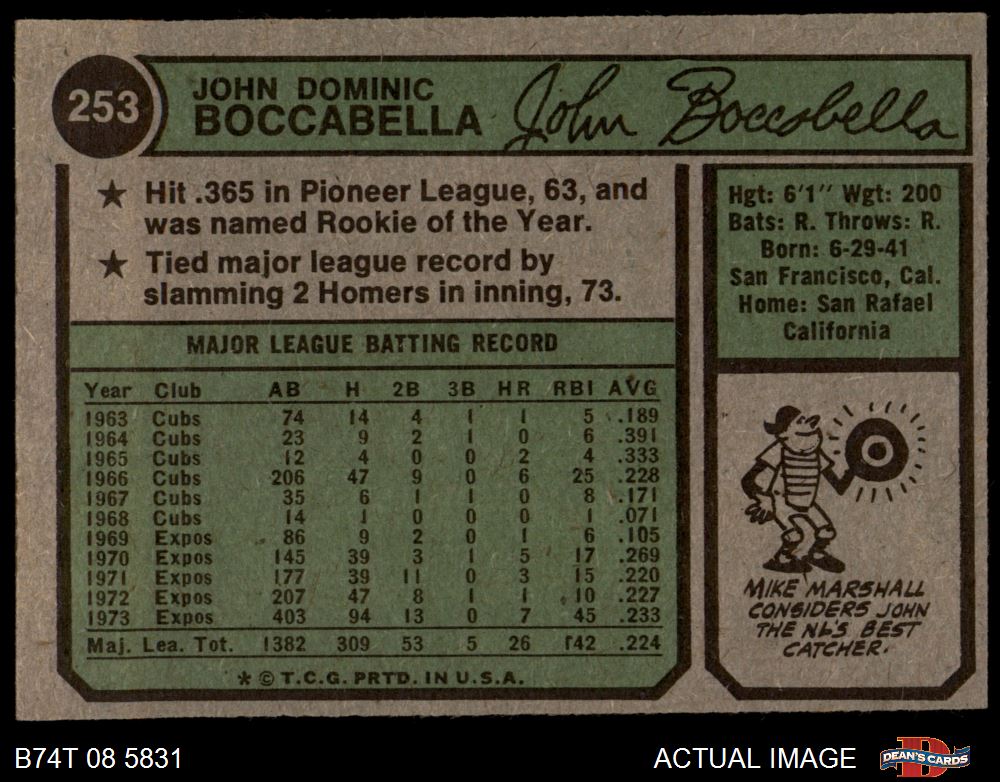 253
JOHN DOMINIC
BOCCABELLA
John Boccabella
★ Hit .365 in Pioneer League, 63, and
was named Rookie of the Year.
★ Tied major league record by
slamming 2 Homers in inning, 73.
Hgt: 6'1" Wgt: 200
Bats: R. Throws: R.
Born: 6-29-41
San Francisco, Cal.
Home: San Rafael
California
MAJOR LEAGUE BATTING RECORD
Year Club AB H 2B 3B HR RBI AVG
1963 Cubs 74 14 4 1 1 5 .189
1964 Cubs 23 9 2 1 0 6 .391
1965 Cubs 12 4 0 0 2 4 .333
1966 Cubs 206 47 9 0 6 25 .228
1967 Cubs 35 6 1 1 0 8 .171
1968 Cubs 14 1 0 0 0 1 .071
1969 Expos 86 9 2 0 1 6 .105
1970 Expos 145 39 3 1 5 17 .269
1971 Expos 177 39 11 0 3 15 .220
1972 Expos 207 47 8 1 1 10 .227
1973 Expos 403 94 13 0 7 45 .233
Maj. Lea. Tot. 1382 309 53 5 26 142 .224
* © T.C.G. PRTD. IN U.S.A.
MIKE MARSHALL
CONSIDERS JOHN
THE NL'S BEST
CATCHER.
B74T 08 5831
ACTUAL IMAGE
DEAN'S CARDS